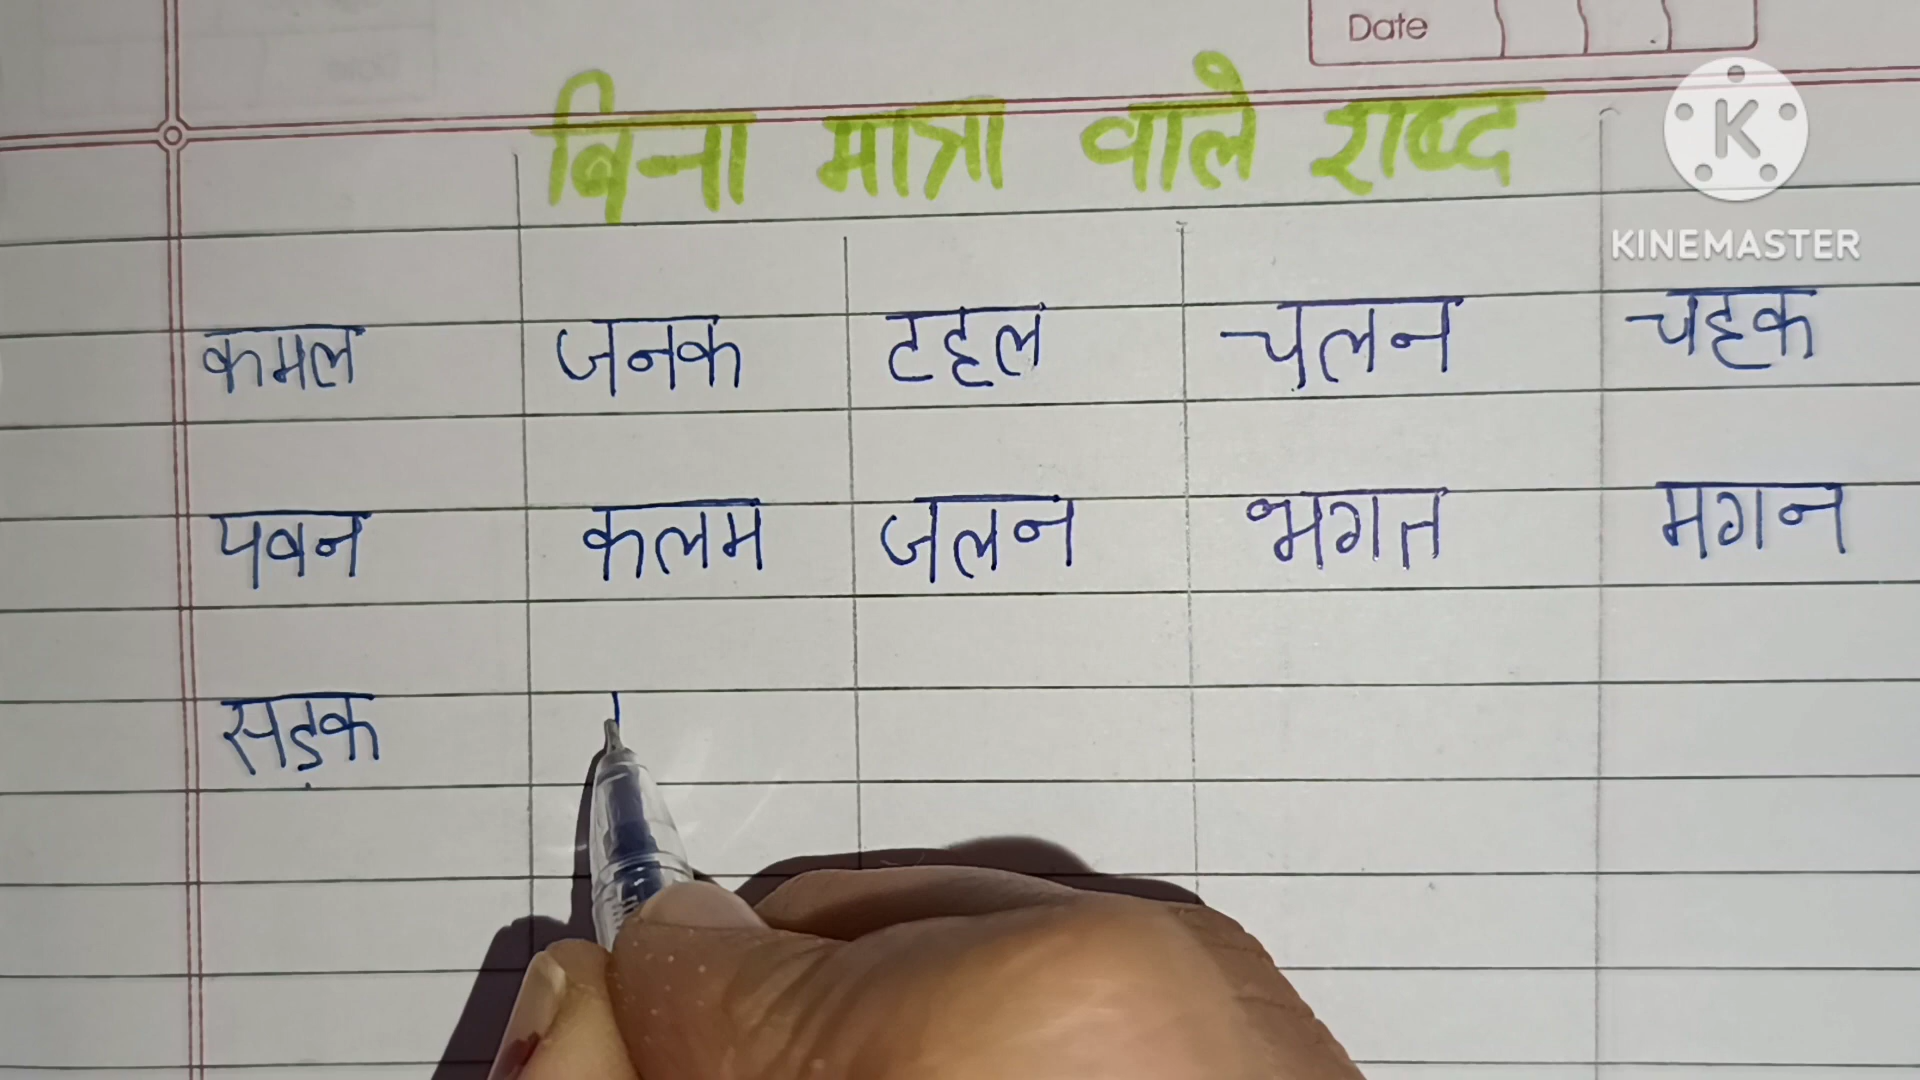 Date
बिना मात्रा वाले शब्द
KINEMASTER
कमल जनक टहल चलन चहक
पवन कलम जलन भगत मगन
सड़क